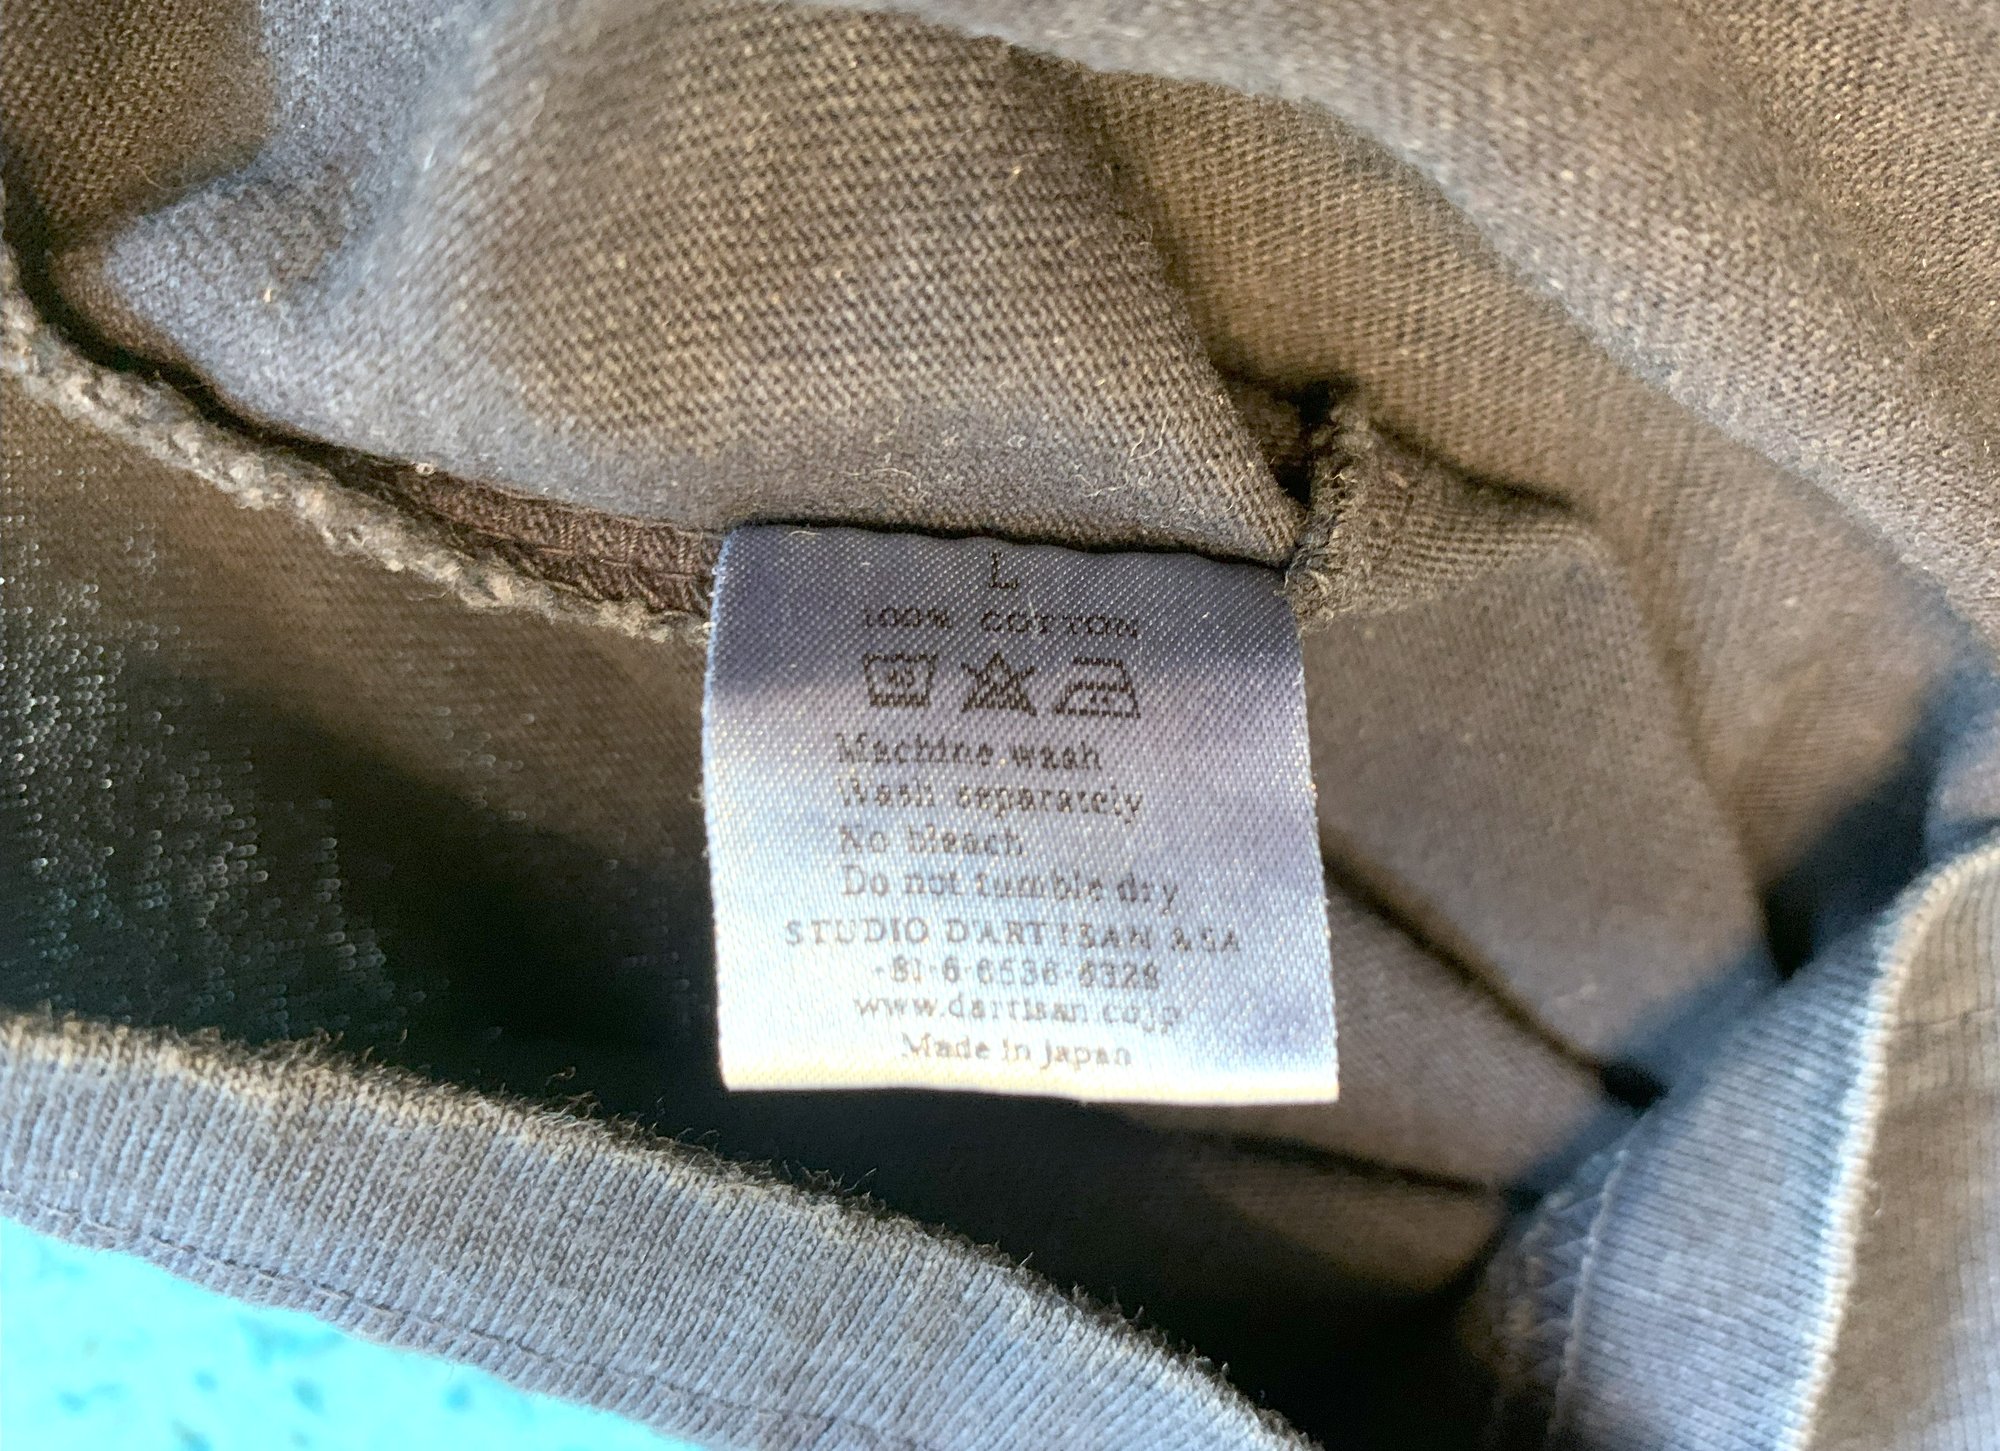 L
100% COTTON
40
Machine wash
Wash separately
No bleach
Do not tumble dry
STUDIO D'ARTISAN & SA
+81-6-6536-6328
www.dartisan.co.jp
Made in Japan